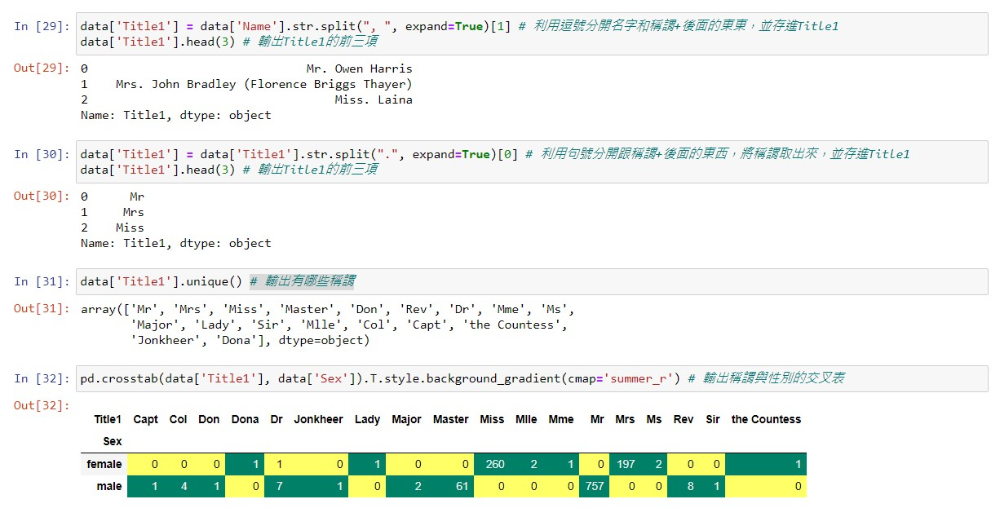 In [29]: data['Title1'] = data['Name'].str.split(", ", expand=True)[1] # 利用逗號分開名字和稱謂+後面的東東，並存進Title1
data['Title1'].head(3) # 輸出Title1的前三項
Out[29]: 0 Mr. Owen Harris
1 Mrs. John Bradley (Florence Briggs Thayer)
2 Miss. Laina
Name: Title1, dtype: object
In [30]: data['Title1'] = data['Title1'].str.split(".", expand=True)[0] # 利用句號分開跟稱謂+後面的東西，將稱謂取出來，並存進Title1
data['Title1'].head(3) # 輸出Title1的前三項
Out[30]: 0 Mr
1 Mrs
2 Miss
Name: Title1, dtype: object
In [31]: data['Title1'].unique() # 輸出有哪些稱謂
Out[31]: array(['Mr', 'Mrs', 'Miss', 'Master', 'Don', 'Rev', 'Dr', 'Mme', 'Ms',
'Major', 'Lady', 'Sir', 'Mlle', 'Col', 'Capt', 'the Countess',
'Jonkheer', 'Dona'], dtype=object)
In [32]: pd.crosstab(data['Title1'], data['Sex']).T.style.background_gradient(cmap='summer_r') # 輸出稱謂與性別的交叉表
Out[32]:
Title1 Capt Col Don Dona Dr Jonkheer Lady Major Master Miss Mlle Mme Mr Mrs Ms Rev Sir the Countess
Sex
female 0 0 0 1 1 0 1 0 0 260 2 1 0 197 2 0 0 1
male 1 4 1 0 7 1 0 2 61 0 0 0 757 0 0 8 1 0